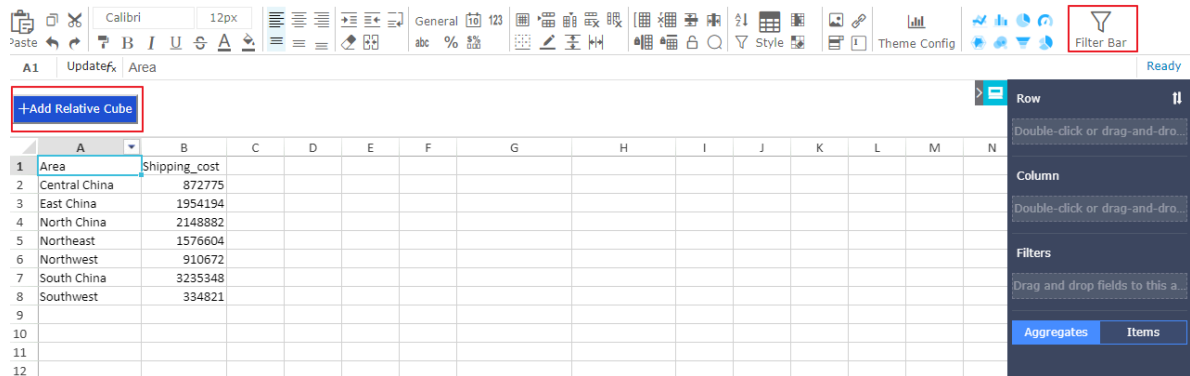 Calibri 12px General 10 123
Paste B I U S A abc % Style Theme Config Filter Bar
A1 Update fx Area Ready
+Add Relative Cube
Row
Double-click or drag-and-dro...
Column
Double-click or drag-and-dro...
Filters
Drag and drop fields to this a...
Aggregates Items
A B C D E F G H I J K L M N
1 Area Shipping_cost
2 Central China 872775
3 East China 1954194
4 North China 2148882
5 Northeast 1576604
6 Northwest 910672
7 South China 3235348
8 Southwest 334821
9
10
11
12